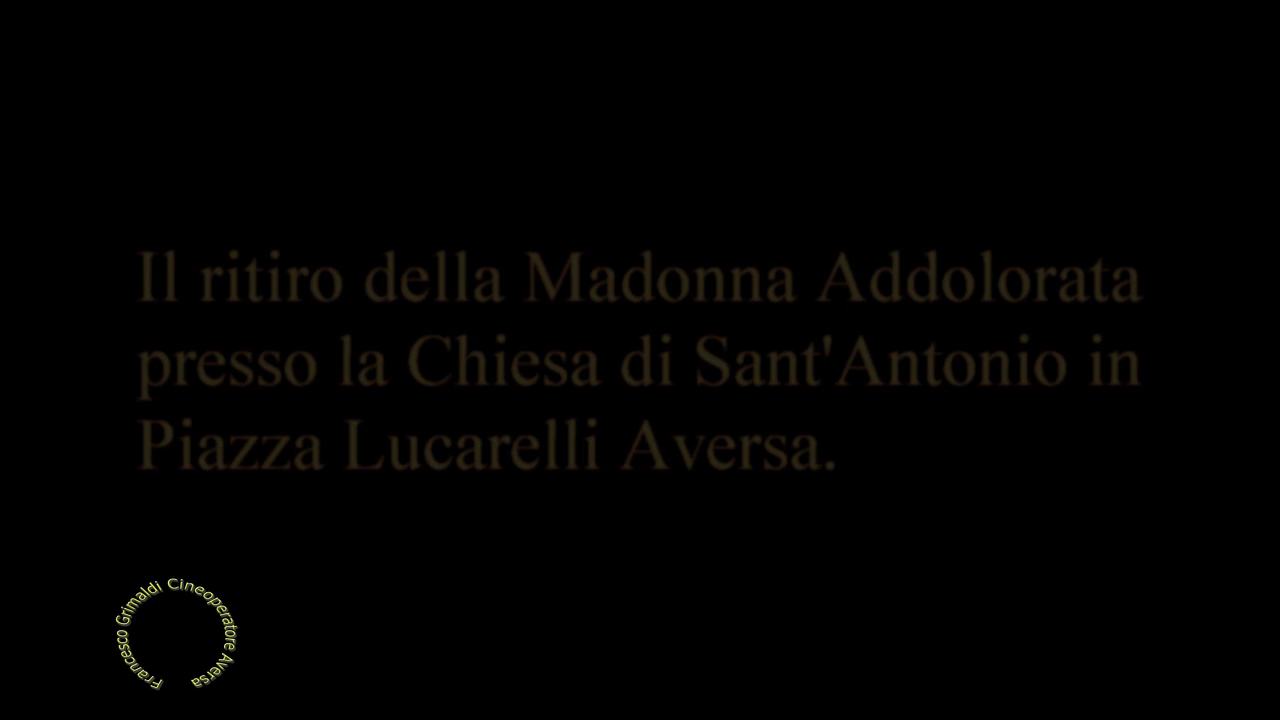 Il ritiro della Madonna Addolorata
presso la Chiesa di Sant'Antonio in
Piazza Lucarelli Aversa.
Francesco Grimaldi Cineoperatore Aversa